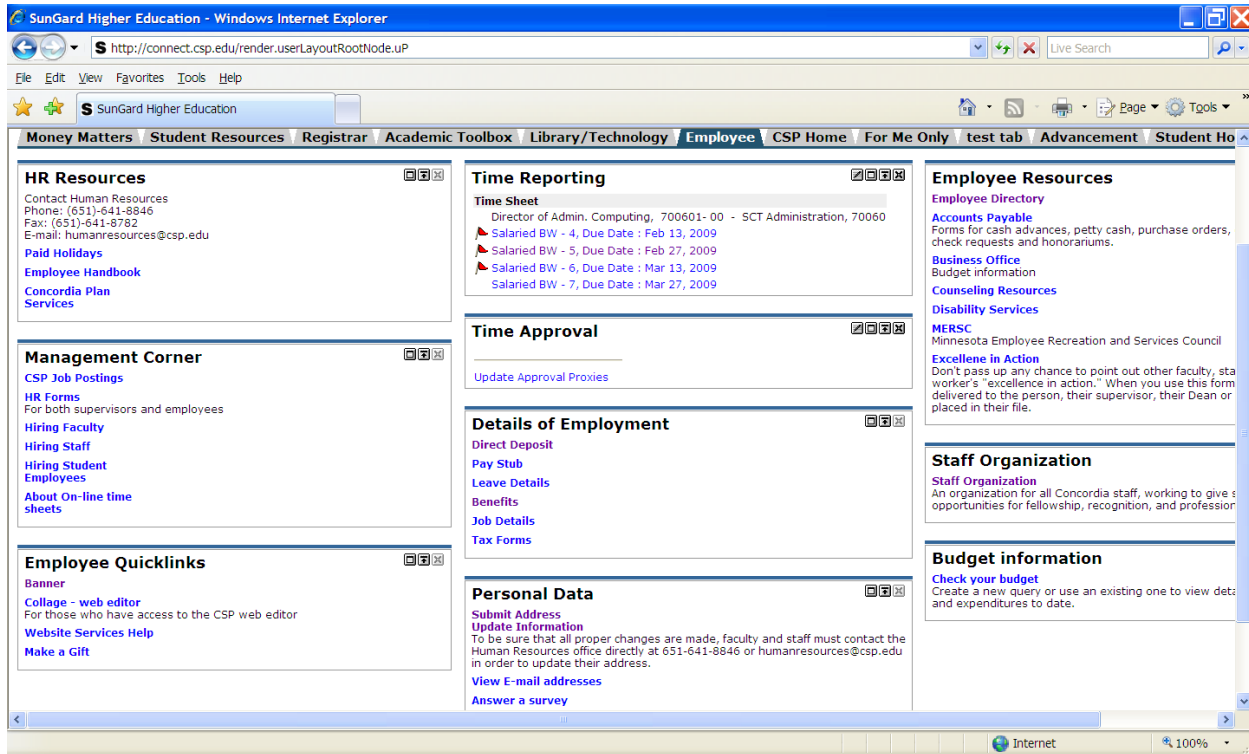 SunGard Higher Education - Windows Internet Explorer
S http://connect.csp.edu/render.userLayoutRootNode.uP
Live Search
File Edit View Favorites Tools Help
S SunGard Higher Education
Page Tools »
Money Matters Student Resources Registrar Academic Toolbox Library/Technology Employee CSP Home For Me Only test tab Advancement Student Ho
HR Resources
Contact Human Resources
Phone: (651)-641-8846
Fax: (651)-641-8782
E-mail: humanresources@csp.edu
Paid Holidays
Employee Handbook
Concordia Plan
Services
Management Corner
CSP Job Postings
HR Forms
For both supervisors and employees
Hiring Faculty
Hiring Staff
Hiring Student
Employees
About On-line time
sheets
Employee Quicklinks
Banner
Collage - web editor
For those who have access to the CSP web editor
Website Services Help
Make a Gift
Time Reporting
Time Sheet
Director of Admin. Computing, 700601- 00 - SCT Administration, 70060
Salaried BW - 4, Due Date : Feb 13, 2009
Salaried BW - 5, Due Date : Feb 27, 2009
Salaried BW - 6, Due Date : Mar 13, 2009
Salaried BW - 7, Due Date : Mar 27, 2009
Time Approval
Update Approval Proxies
Details of Employment
Direct Deposit
Pay Stub
Leave Details
Benefits
Job Details
Tax Forms
Personal Data
Submit Address
Update Information
To be sure that all proper changes are made, faculty and staff must contact the
Human Resources office directly at 651-641-8846 or humanresources@csp.edu
in order to update their address.
View E-mail addresses
Answer a survey
Employee Resources
Employee Directory
Accounts Payable
Forms for cash advances, petty cash, purchase orders,
check requests and honorariums.
Business Office
Budget information
Counseling Resources
Disability Services
MERSC
Minnesota Employee Recreation and Services Council
Excellene in Action
Don't pass up any chance to point out other faculty, sta
worker's "excellence in action." When you use this form
delivered to the person, their supervisor, their Dean or
placed in their file.
Staff Organization
Staff Organization
An organization for all Concordia staff, working to give s
opportunities for fellowship, recognition, and profession
Budget information
Check your budget
Create a new query or use an existing one to view deta
and expenditures to date.
Internet 100%